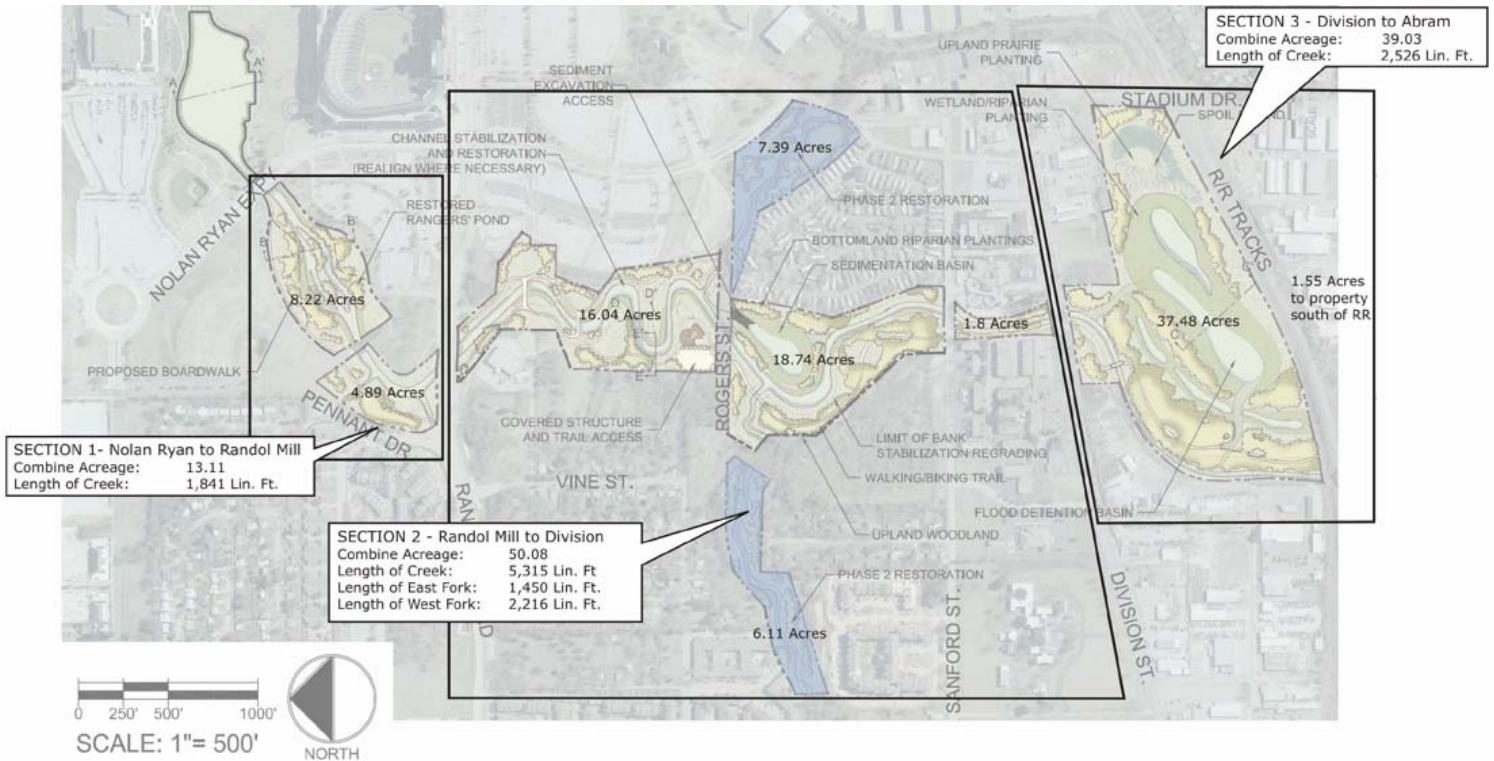 SECTION 3 - Division to Abram
Combine Acreage: 39.03
Length of Creek: 2,526 Lin. Ft.
UPLAND PRAIRIE
PLANTING
SEDIMENT
EXCAVATION
ACCESS
WETLAND/RIPARIAN
PLANTING
STADIUM DR.
SPOIL
A
A'
CHANNEL STABILIZATION
AND RESTORATION
(REALIGN WHERE NECESSARY)
7.39 Acres
PHASE 2 RESTORATION
R/R TRACKS
NOLAN RYAN EXP
RESTORED
RANGERS' POND
B
B'
BOTTOMLAND RIPARIAN PLANTINGS
SEDIMENTATION BASIN
8.22 Acres
D
D'
16.04 Acres
1.8 Acres
37.48 Acres
1.55 Acres
to property
south of RR
18.74 Acres
PROPOSED BOARDWALK
4.89 Acres
PENNANT DR.
ROGERS ST.
COVERED STRUCTURE
AND TRAIL ACCESS
LIMIT OF BANK
STABILIZATION REGRADING
SECTION 1- Nolan Ryan to Randol Mill
Combine Acreage: 13.11
Length of Creek: 1,841 Lin. Ft.
VINE ST.
WALKING/BIKING TRAIL
FLOOD DETENTION BASIN
UPLAND WOODLAND
SECTION 2 - Randol Mill to Division
Combine Acreage: 50.08
Length of Creek: 5,315 Lin. Ft
Length of East Fork: 1,450 Lin. Ft.
Length of West Fork: 2,216 Lin. Ft.
PHASE 2 RESTORATION
6.11 Acres
SANFORD ST.
DIVISION ST.
0 250' 500' 1000'
SCALE: 1"= 500'
NORTH